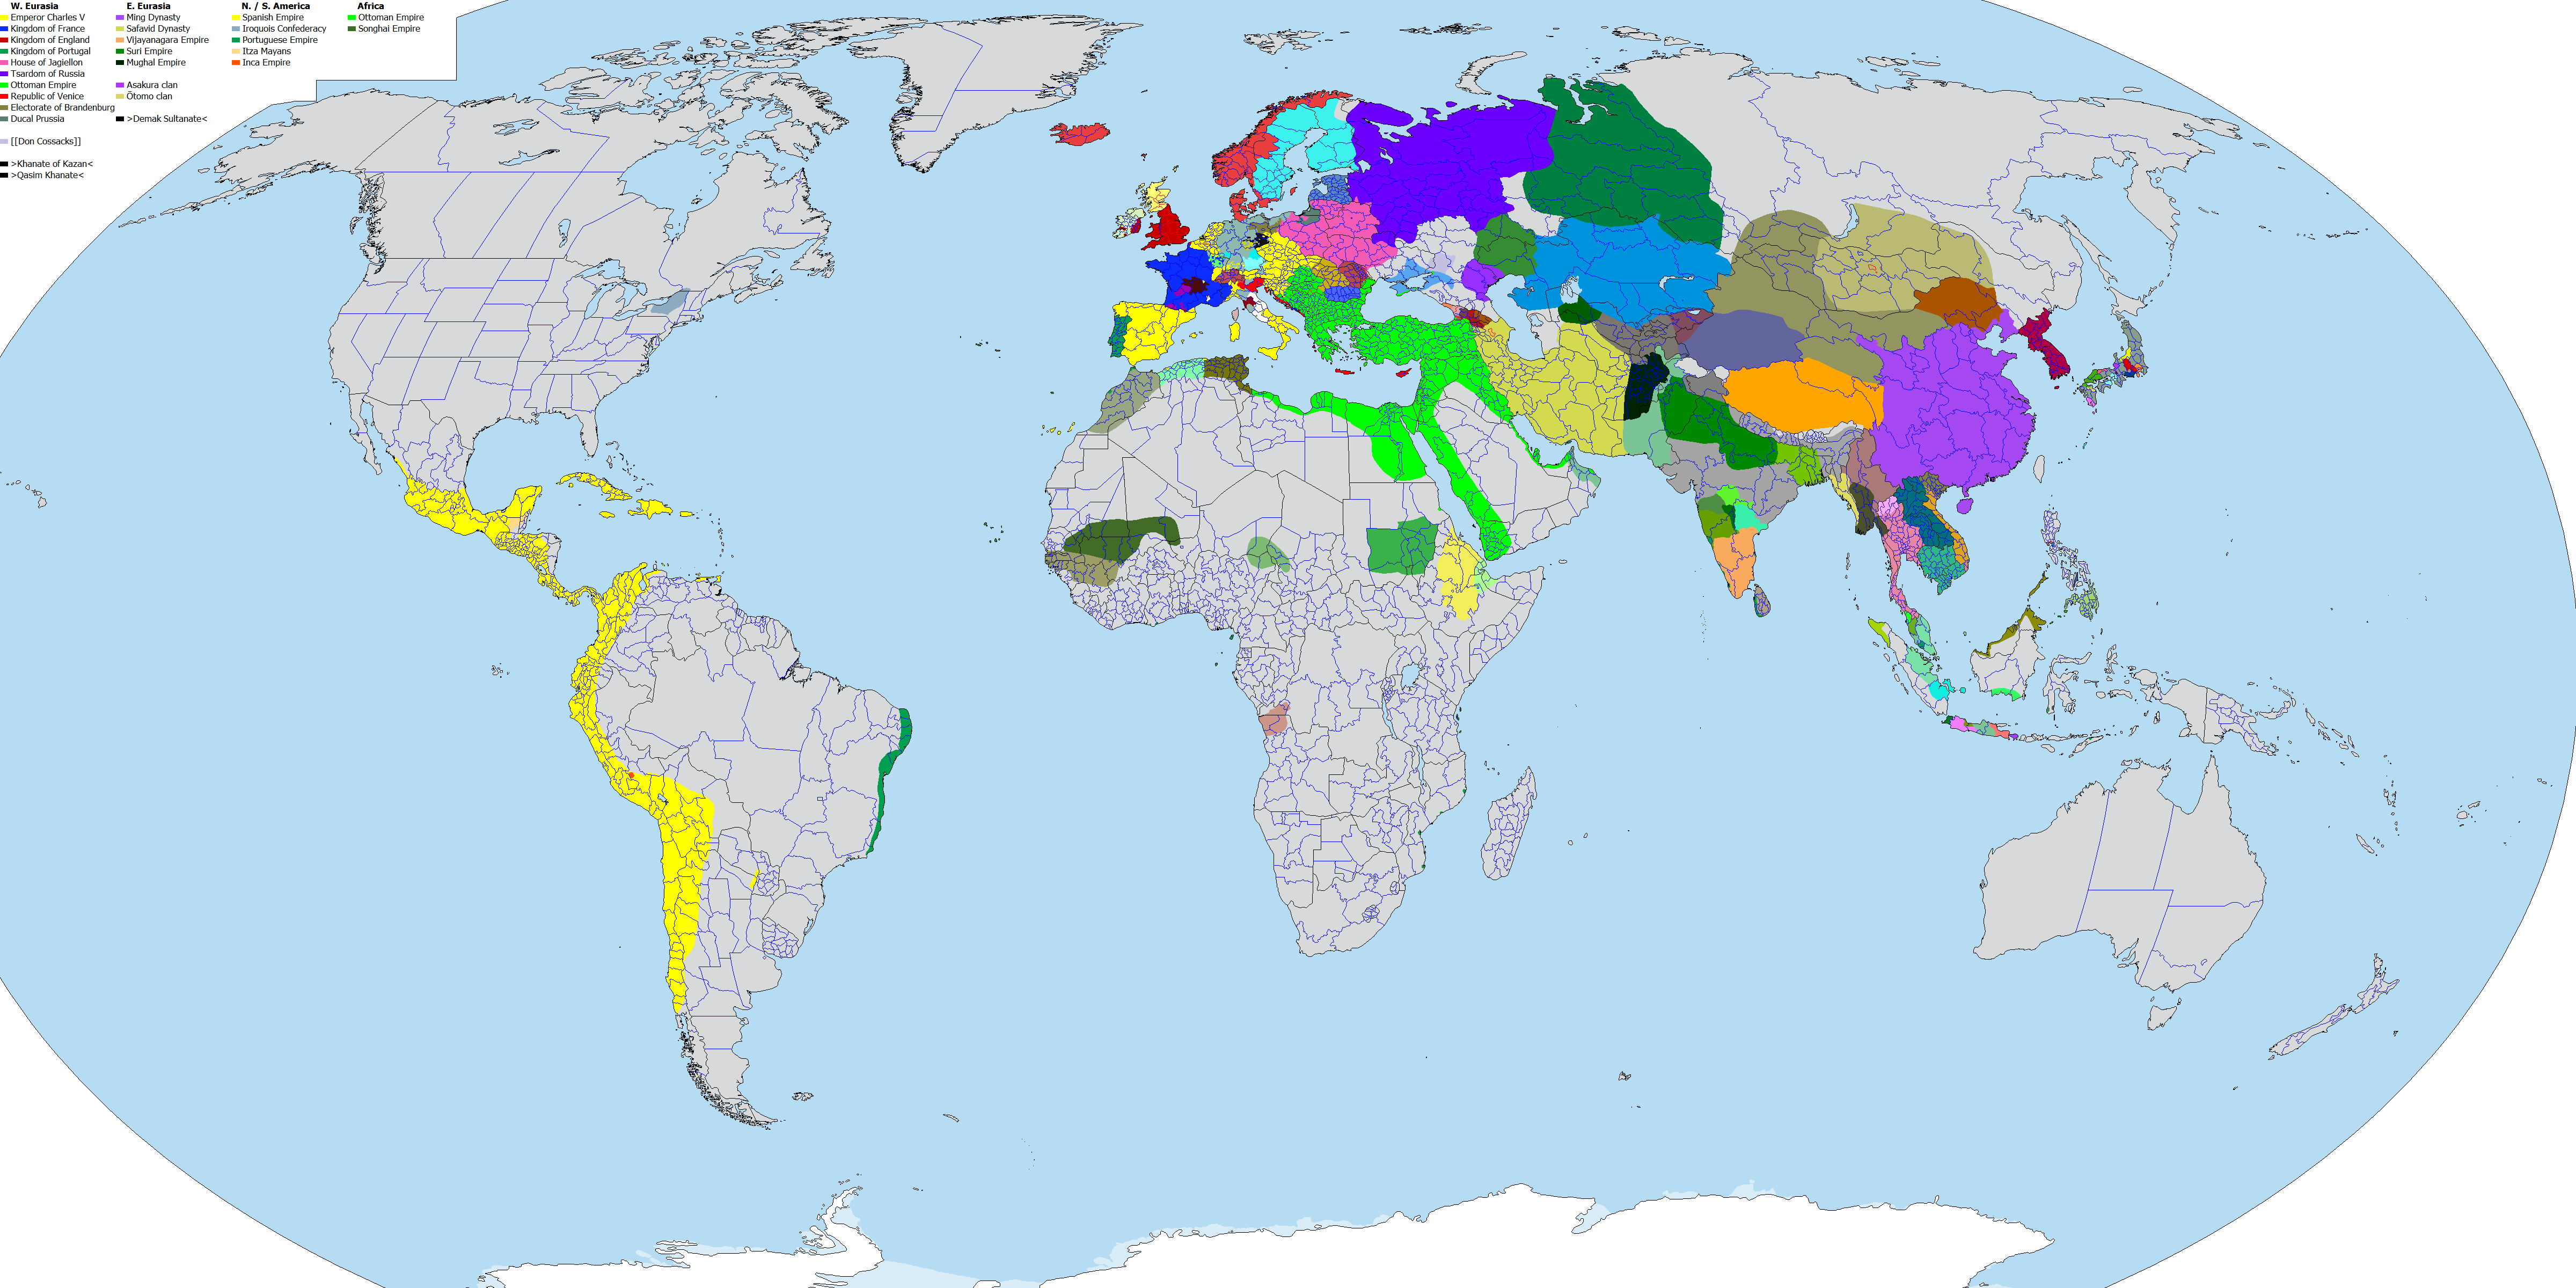 W. Eurasia
Emperor Charles V
Kingdom of France
Kingdom of England
Kingdom of Portugal
House of Jagiellon
Tsardom of Russia
Ottoman Empire
Republic of Venice
Electorate of Brandenburg
Ducal Prussia
[[Don Cossacks]]
>Khanate of Kazan<
>Qasim Khanate<
E. Eurasia
Ming Dynasty
Safavid Dynasty
Vijayanagara Empire
Suri Empire
Mughal Empire
Asakura clan
Ōtomo clan
>Demak Sultanate<
N. / S. America
Spanish Empire
Iroquois Confederacy
Portuguese Empire
Itza Mayans
Inca Empire
Africa
Ottoman Empire
Songhai Empire